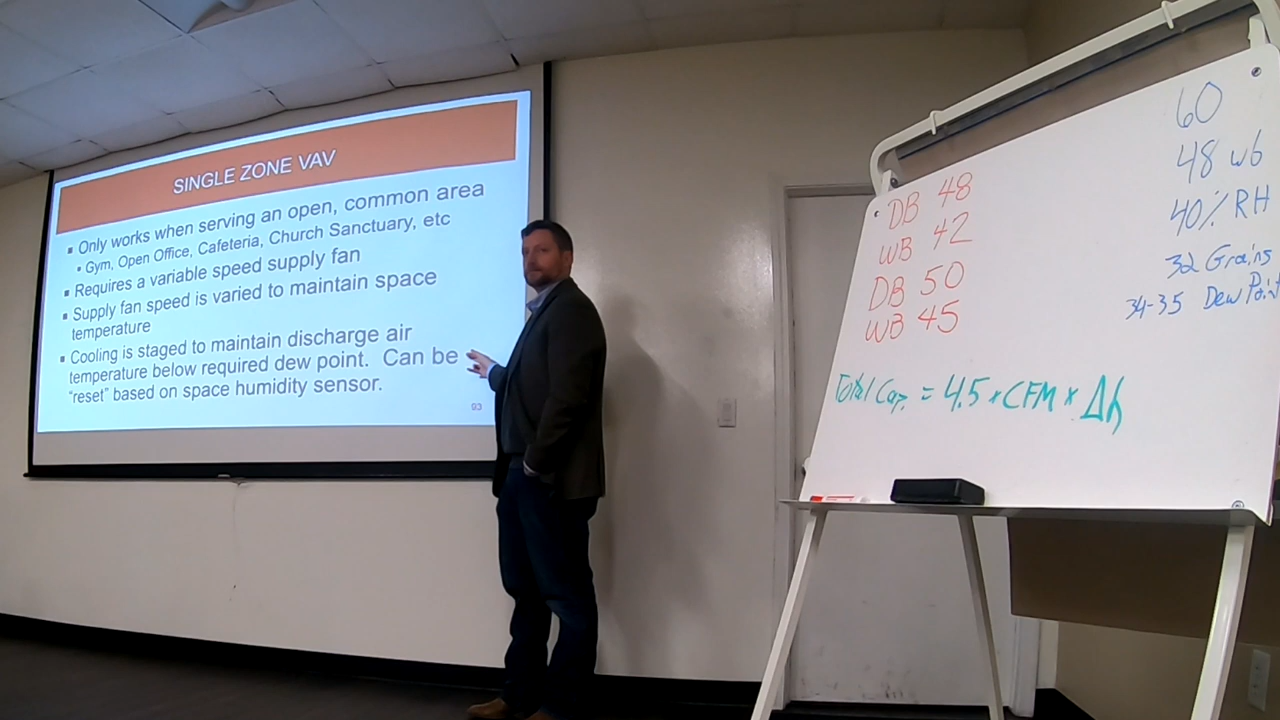 SINGLE ZONE VAV
▪ Only works when serving an open, common area
▪ Gym, Open Office, Cafeteria, Church Sanctuary, etc
▪ Requires a variable speed supply fan
▪ Supply fan speed is varied to maintain space
temperature
▪ Cooling is staged to maintain discharge air
temperature below required dew point. Can be
"reset" based on space humidity sensor.
93
DB 48
WB 42
DB 50
WB 45
Total Cap. = 4.5 x CFM x Δh
60
48 wb
40% RH
32 Grains
34-35 Dew Point